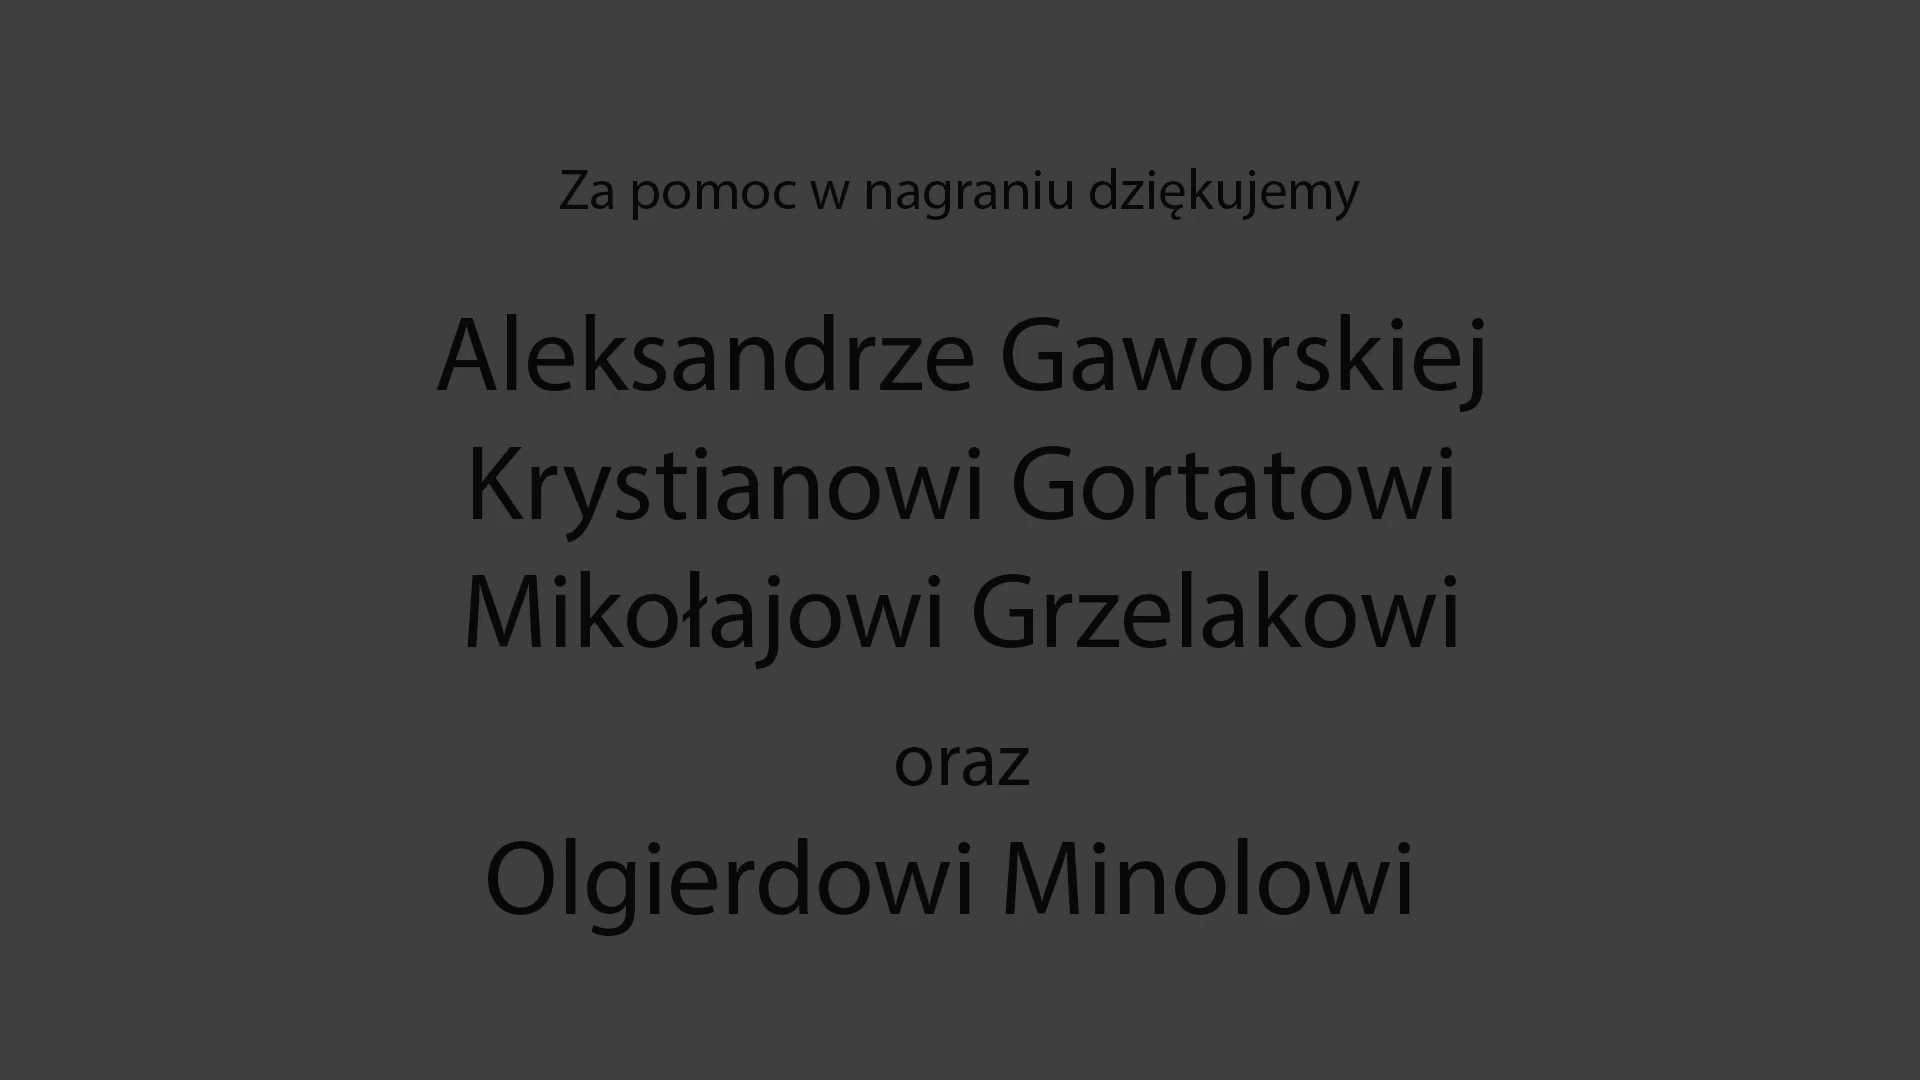 Za pomoc w nagraniu dziękujemy
Aleksandrze Gaworskiej
Krystianowi Gortatowi
Mikołajowi Grzelakowi
oraz
Olgierdowi Minolowi